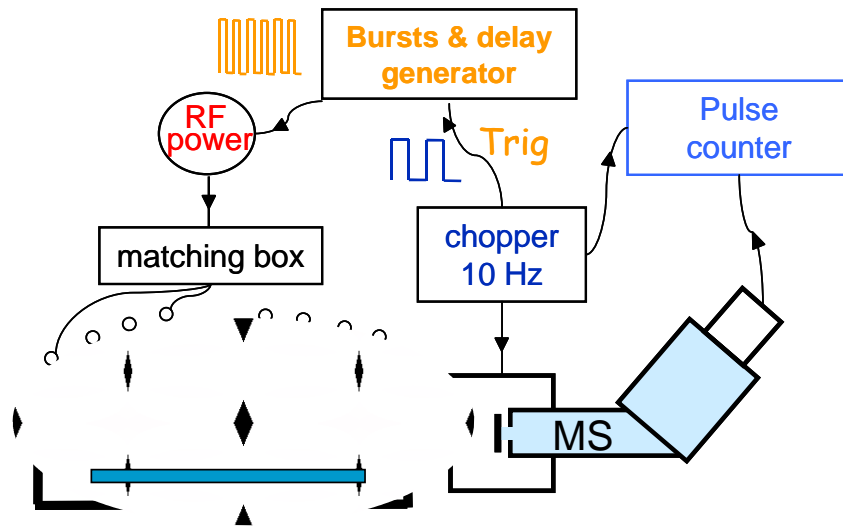 Bursts & delay
generator
RF
power
Trig
Pulse
counter
matching box
chopper
10 Hz
MS